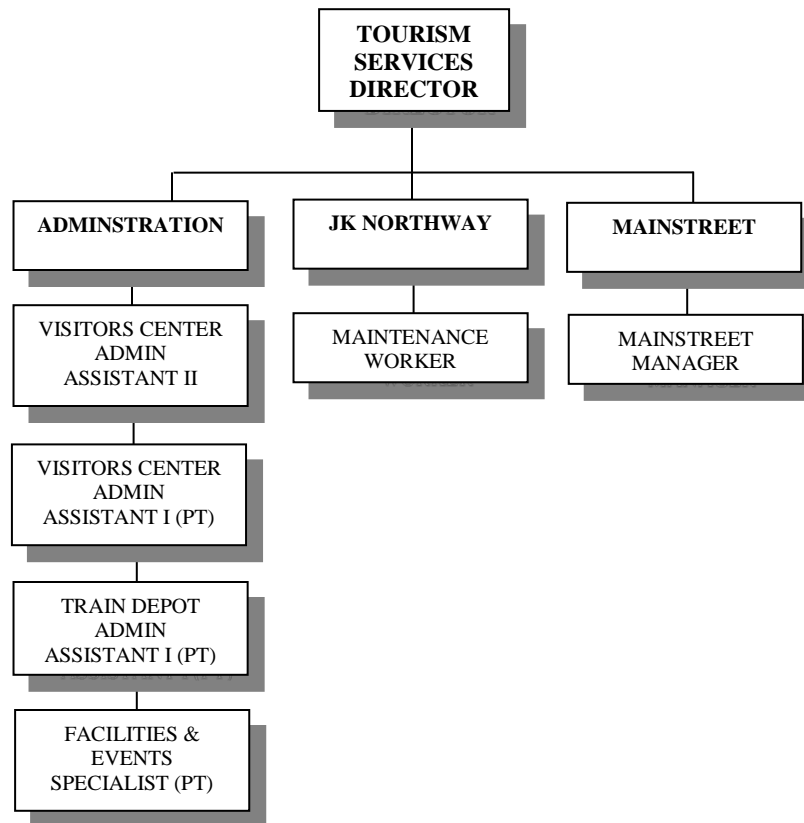 TOURISM
SERVICES
DIRECTOR
ADMINSTRATION
JK NORTHWAY
MAINSTREET
VISITORS CENTER
ADMIN
ASSISTANT II
MAINTENANCE
WORKER
MAINSTREET
MANAGER
VISITORS CENTER
ADMIN
ASSISTANT I (PT)
TRAIN DEPOT
ADMIN
ASSISTANT I (PT)
FACILITIES &
EVENTS
SPECIALIST (PT)